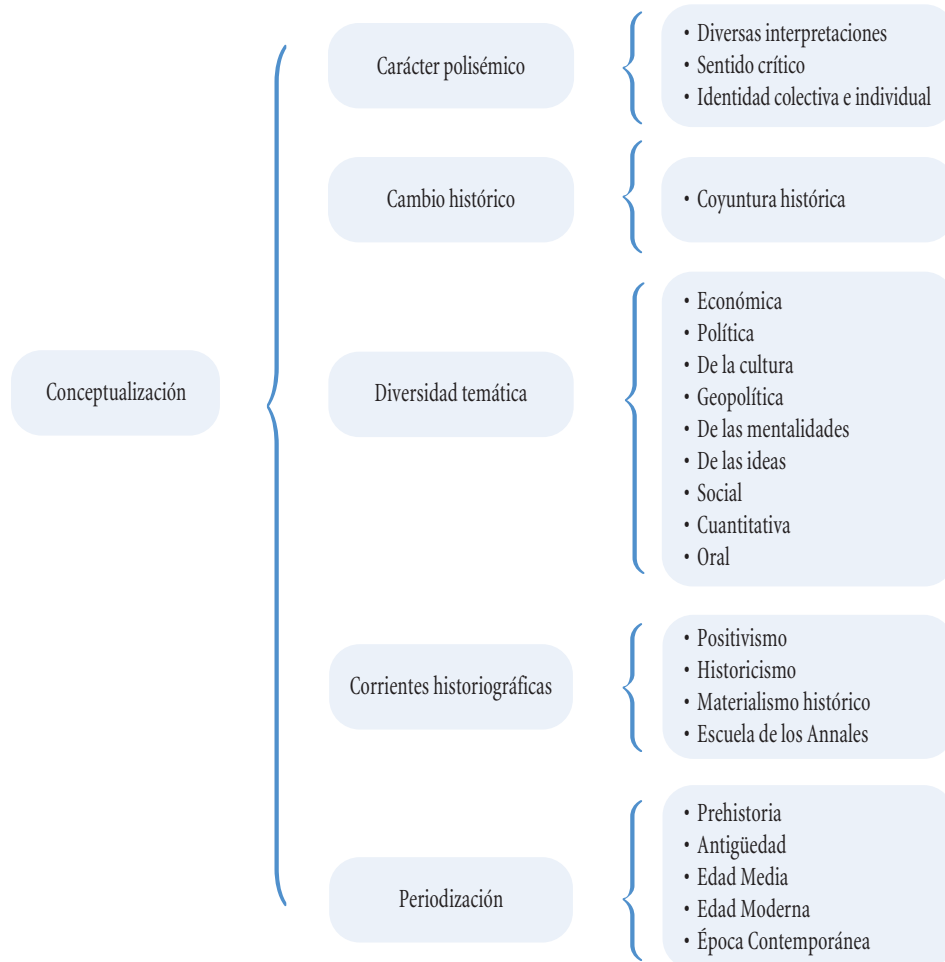 Conceptualización
Carácter polisémico
• Diversas interpretaciones
• Sentido crítico
• Identidad colectiva e individual
Cambio histórico
• Coyuntura histórica
Diversidad temática
• Económica
• Política
• De la cultura
• Geopolítica
• De las mentalidades
• De las ideas
• Social
• Cuantitativa
• Oral
Corrientes historiográficas
• Positivismo
• Historicismo
• Materialismo histórico
• Escuela de los Annales
Periodización
• Prehistoria
• Antigüedad
• Edad Media
• Edad Moderna
• Época Contemporánea